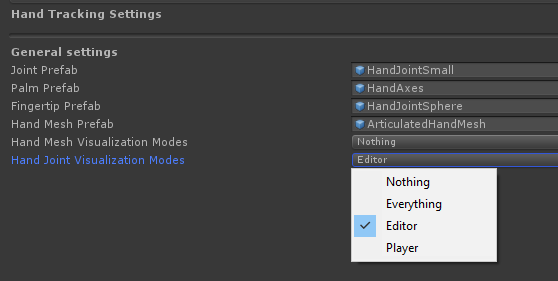 Hand Tracking Settings
General settings
Joint Prefab HandJointSmall
Palm Prefab HandAxes
Fingertip Prefab HandJointSphere
Hand Mesh Prefab ArticulatedHandMesh
Hand Mesh Visualization Modes Nothing
Hand Joint Visualization Modes Editor
Nothing
Everything
Editor
Player